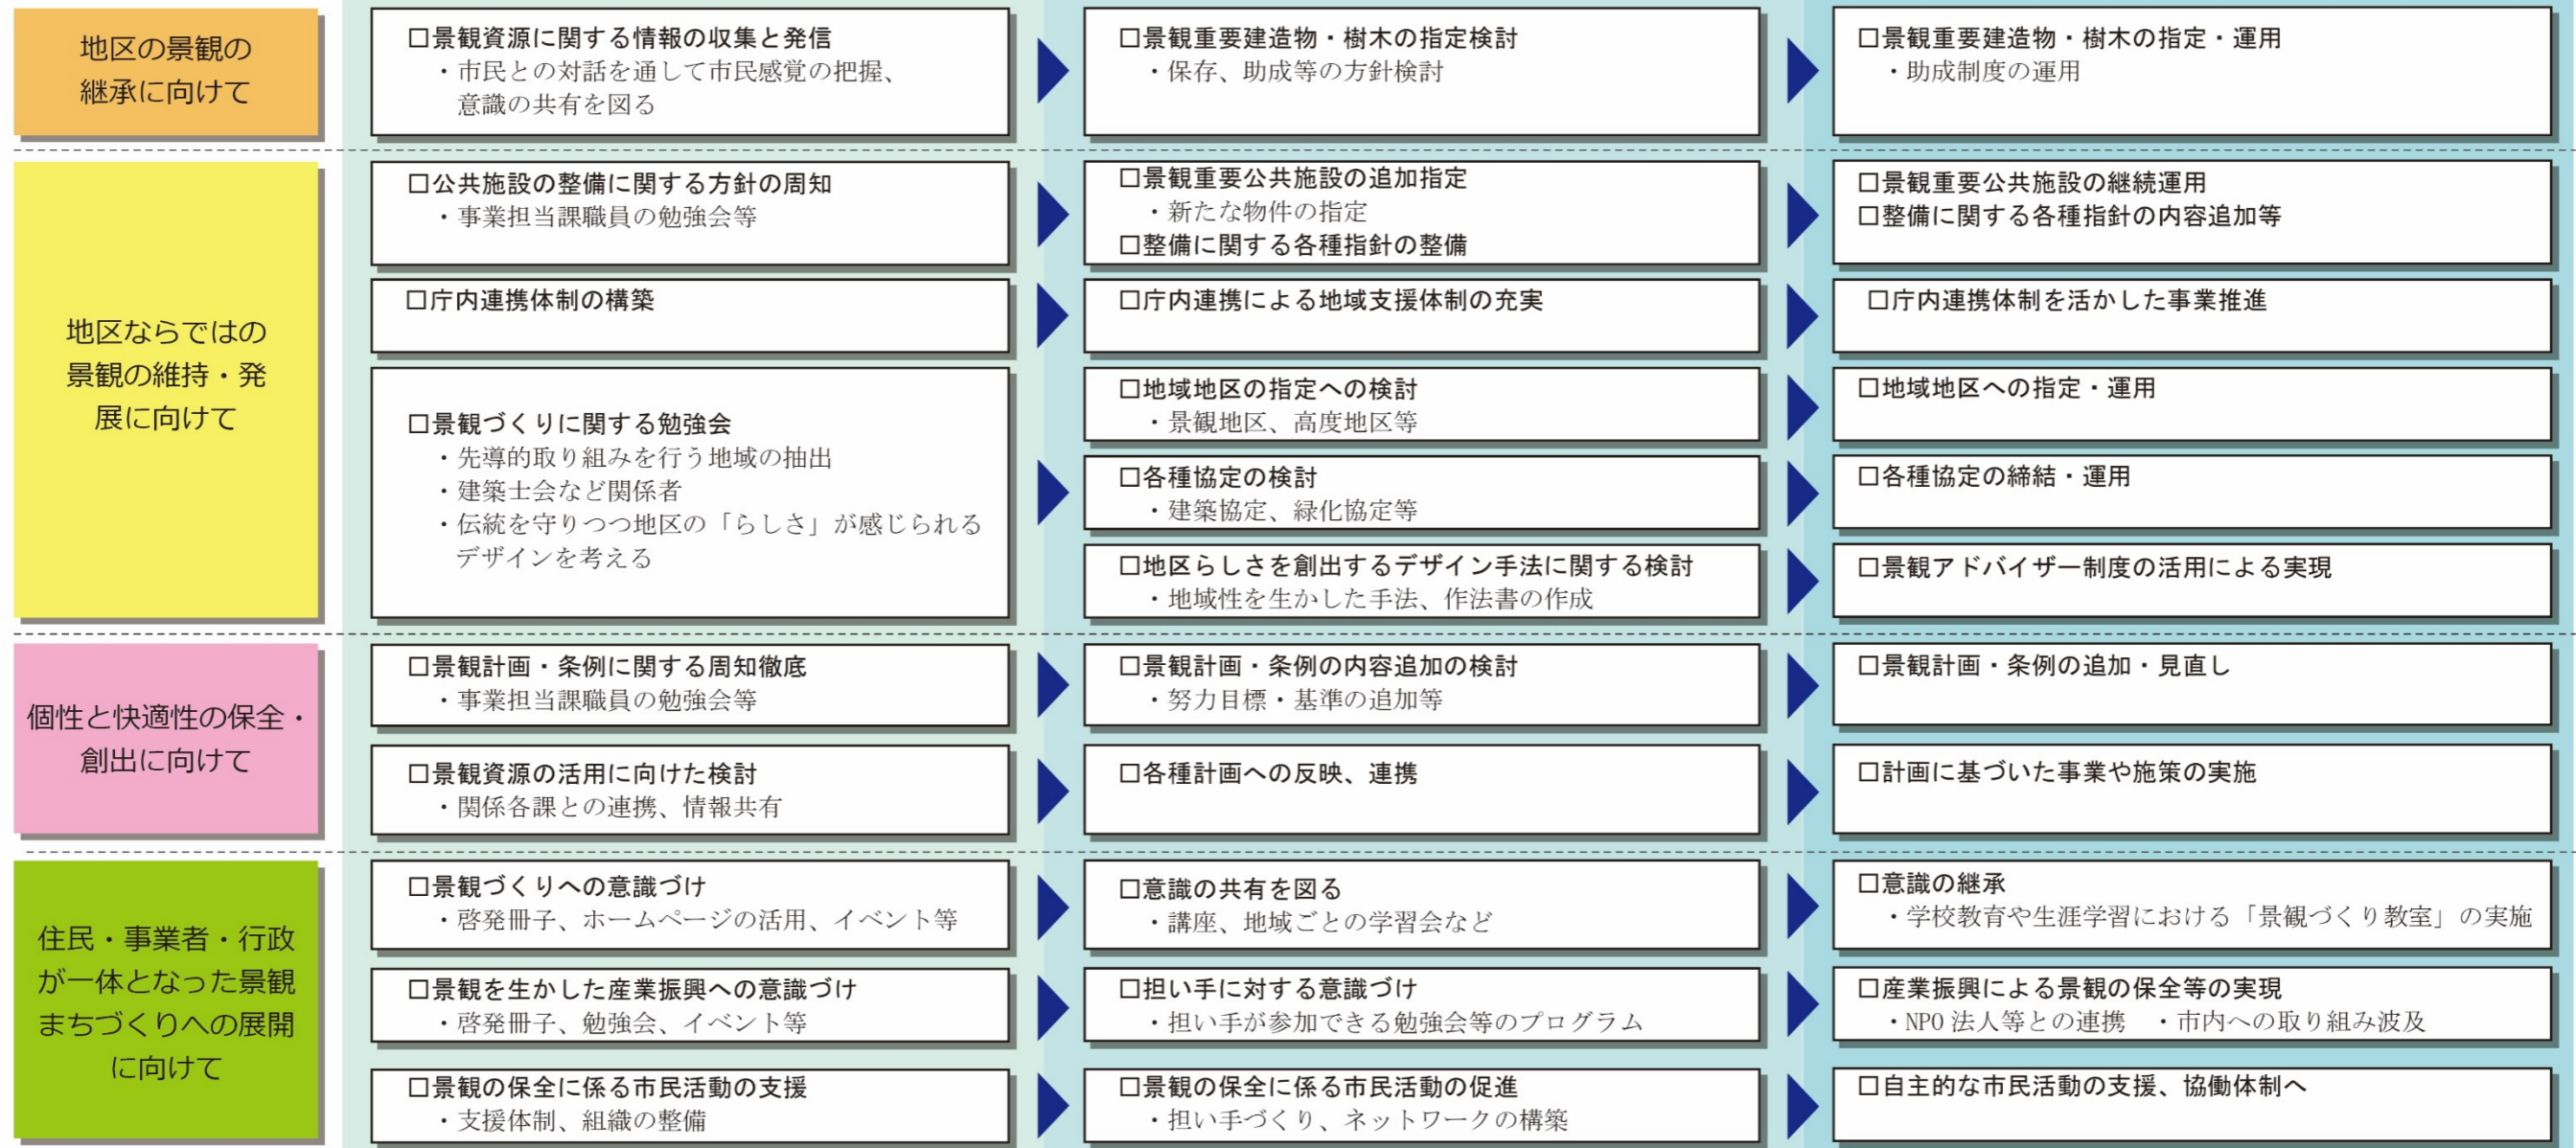 地区の景観の
継承に向けて
□景観資源に関する情報の収集と発信
・市民との対話を通して市民感覚の把握、
意識の共有を図る
□景観重要建造物・樹木の指定検討
・保存、助成等の方針検討
□景観重要建造物・樹木の指定・運用
・助成制度の運用
地区ならではの
景観の維持・発
展に向けて
□公共施設の整備に関する方針の周知
・事業担当課職員の勉強会等
□景観重要公共施設の追加指定
・新たな物件の指定
□整備に関する各種指針の整備
□景観重要公共施設の継続運用
□整備に関する各種指針の内容追加等
□庁内連携体制の構築
□庁内連携による地域支援体制の充実
□庁内連携体制を活かした事業推進
□景観づくりに関する勉強会
・先導的取り組みを行う地域の抽出
・建築士会など関係者
・伝統を守りつつ地区の「らしさ」が感じられる
デザインを考える
□地域地区の指定への検討
・景観地区、高度地区等
□地域地区への指定・運用
□各種協定の検討
・建築協定、緑化協定等
□各種協定の締結・運用
□地区らしさを創出するデザイン手法に関する検討
・地域性を生かした手法、作法書の作成
□景観アドバイザー制度の活用による実現
個性と快適性の保全・
創出に向けて
□景観計画・条例に関する周知徹底
・事業担当課職員の勉強会等
□景観計画・条例の内容追加の検討
・努力目標・基準の追加等
□景観計画・条例の追加・見直し
□景観資源の活用に向けた検討
・関係各課との連携、情報共有
□各種計画への反映、連携
□計画に基づいた事業や施策の実施
住民・事業者・行政
が一体となった景観
まちづくりへの展開
に向けて
□景観づくりへの意識づけ
・啓発冊子、ホームページの活用、イベント等
□意識の共有を図る
・講座、地域ごとの学習会など
□意識の継承
・学校教育や生涯学習における「景観づくり教室」の実施
□景観を生かした産業振興への意識づけ
・啓発冊子、勉強会、イベント等
□担い手に対する意識づけ
・担い手が参加できる勉強会等のプログラム
□産業振興による景観の保全等の実現
・NPO 法人等との連携　・市内への取り組み波及
□景観の保全に係る市民活動の支援
・支援体制、組織の整備
□景観の保全に係る市民活動の促進
・担い手づくり、ネットワークの構築
□自主的な市民活動の支援、協働体制へ